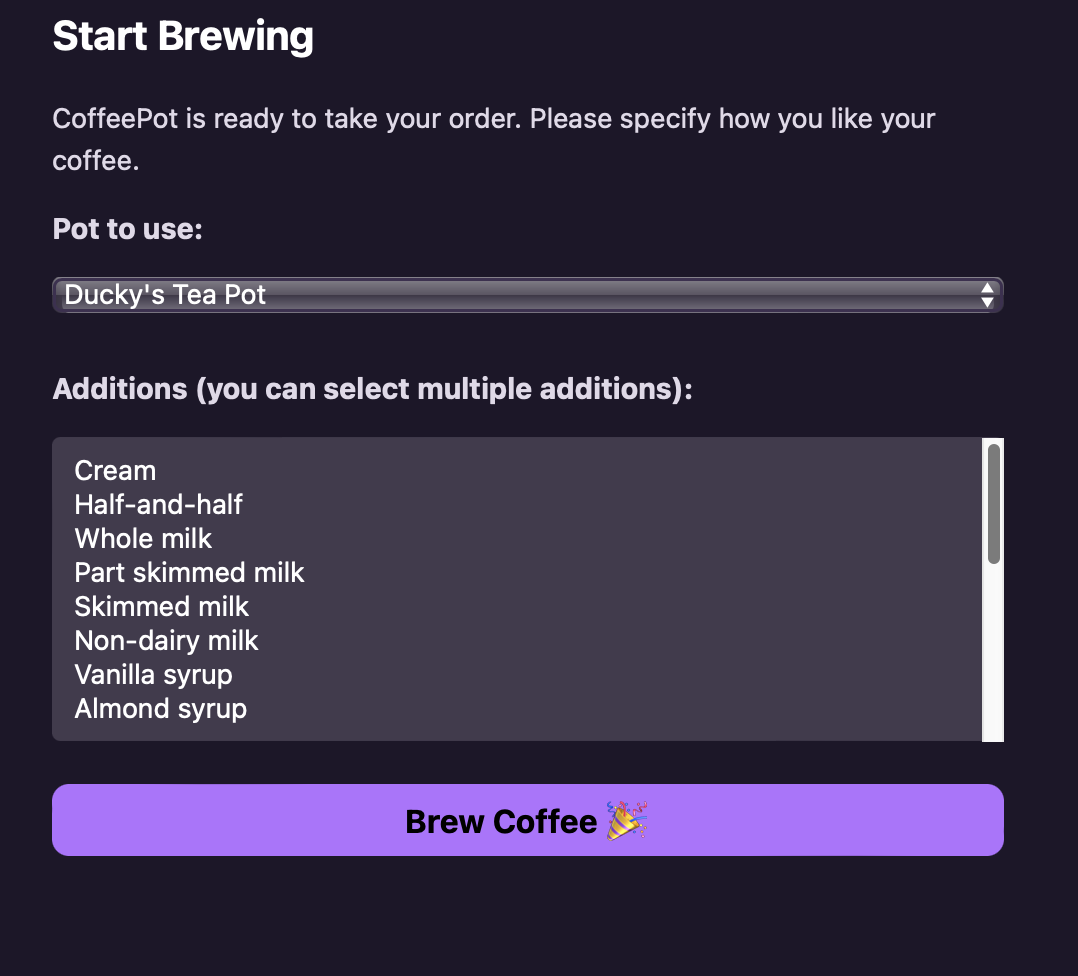 Start Brewing
CoffeePot is ready to take your order. Please specify how you like your
coffee.
Pot to use:
Ducky's Tea Pot
Additions (you can select multiple additions):
Cream
Half-and-half
Whole milk
Part skimmed milk
Skimmed milk
Non-dairy milk
Vanilla syrup
Almond syrup
Brew Coffee 🎉